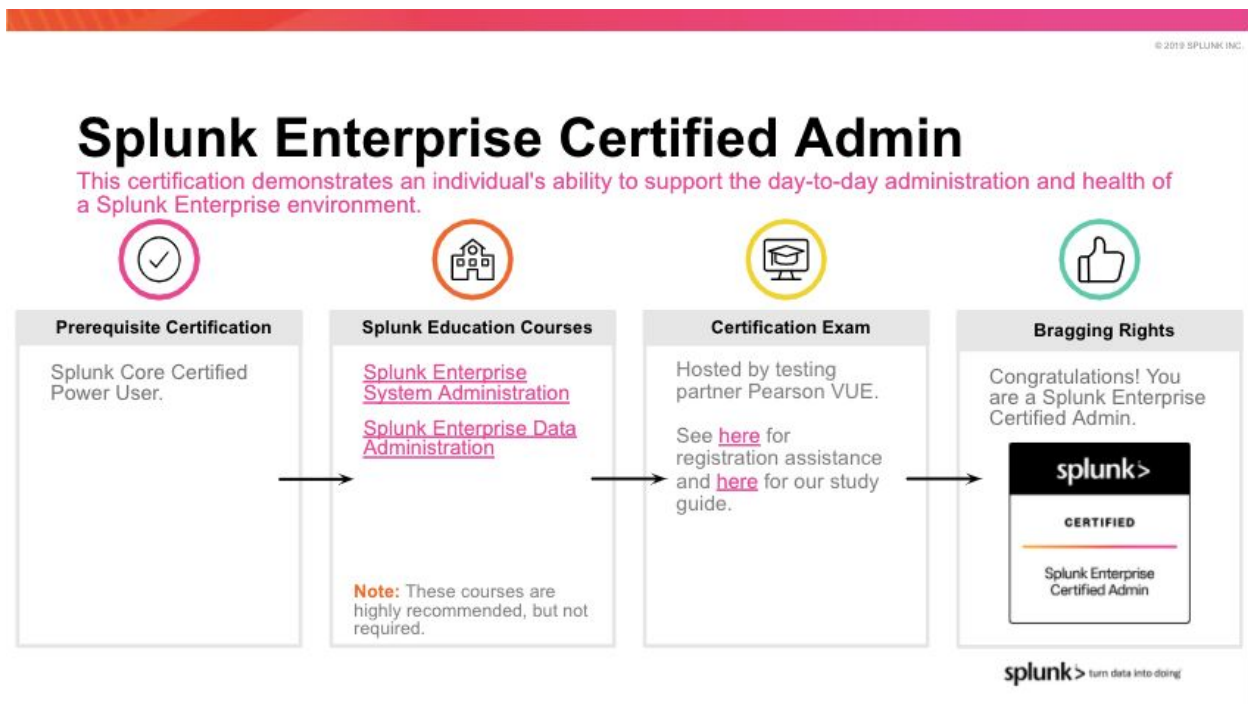 © 2019 SPLUNK INC.
Splunk Enterprise Certified Admin
This certification demonstrates an individual's ability to support the day-to-day administration and health of
a Splunk Enterprise environment.
Prerequisite Certification
Splunk Core Certified
Power User.
Splunk Education Courses
Splunk Enterprise
System Administration
Splunk Enterprise Data
Administration
Note: These courses are
highly recommended, but not
required.
Certification Exam
Hosted by testing
partner Pearson VUE.
See here for
registration assistance
and here for our study
guide.
Bragging Rights
Congratulations! You
are a Splunk Enterprise
Certified Admin.
splunk>
CERTIFIED
Splunk Enterprise
Certified Admin
splunk> turn data into doing